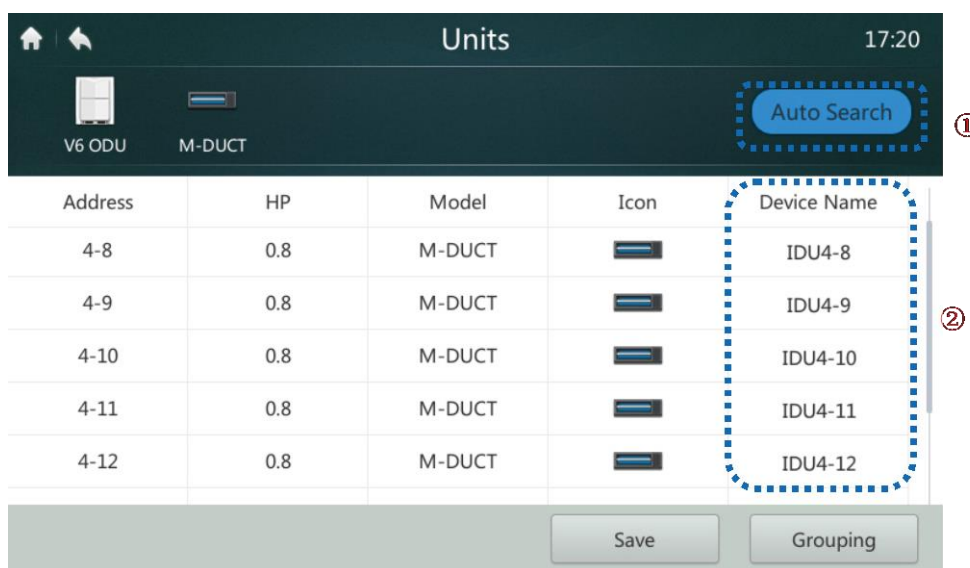 Units 17:20
Auto Search
①
V6 ODU M-DUCT
Address HP Model Icon Device Name
4-8 0.8 M-DUCT IDU4-8
4-9 0.8 M-DUCT IDU4-9
②
4-10 0.8 M-DUCT IDU4-10
4-11 0.8 M-DUCT IDU4-11
4-12 0.8 M-DUCT IDU4-12
Save Grouping